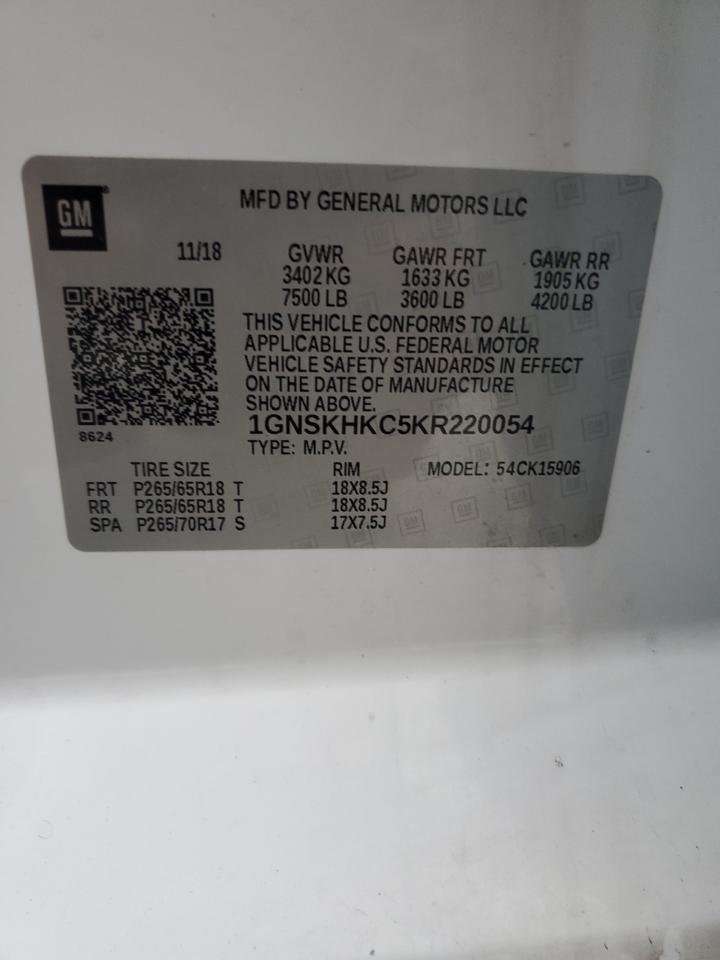 GM
MFD BY GENERAL MOTORS LLC
11/18 GVWR GAWR FRT GAWR RR
3402 KG 1633 KG 1905 KG
7500 LB 3600 LB 4200 LB
THIS VEHICLE CONFORMS TO ALL
APPLICABLE U.S. FEDERAL MOTOR
VEHICLE SAFETY STANDARDS IN EFFECT
ON THE DATE OF MANUFACTURE
SHOWN ABOVE.
8624
1GNSKHKC5KR220054
TYPE: M.P.V.
TIRE SIZE RIM MODEL: 54CK15906
FRT P265/65R18 T 18X8.5J
RR P265/65R18 T 18X8.5J
SPA P265/70R17 S 17X7.5J